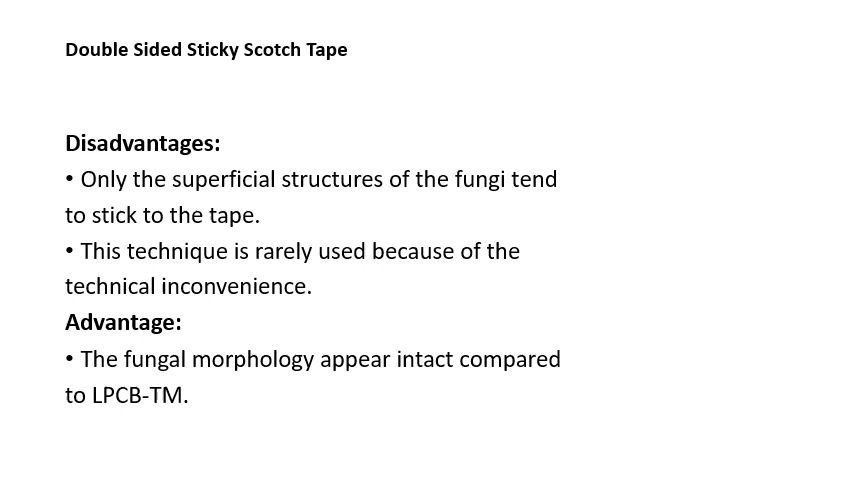 Double Sided Sticky Scotch Tape
Disadvantages:
• Only the superficial structures of the fungi tend
to stick to the tape.
• This technique is rarely used because of the
technical inconvenience.
Advantage:
• The fungal morphology appear intact compared
to LPCB-TM.